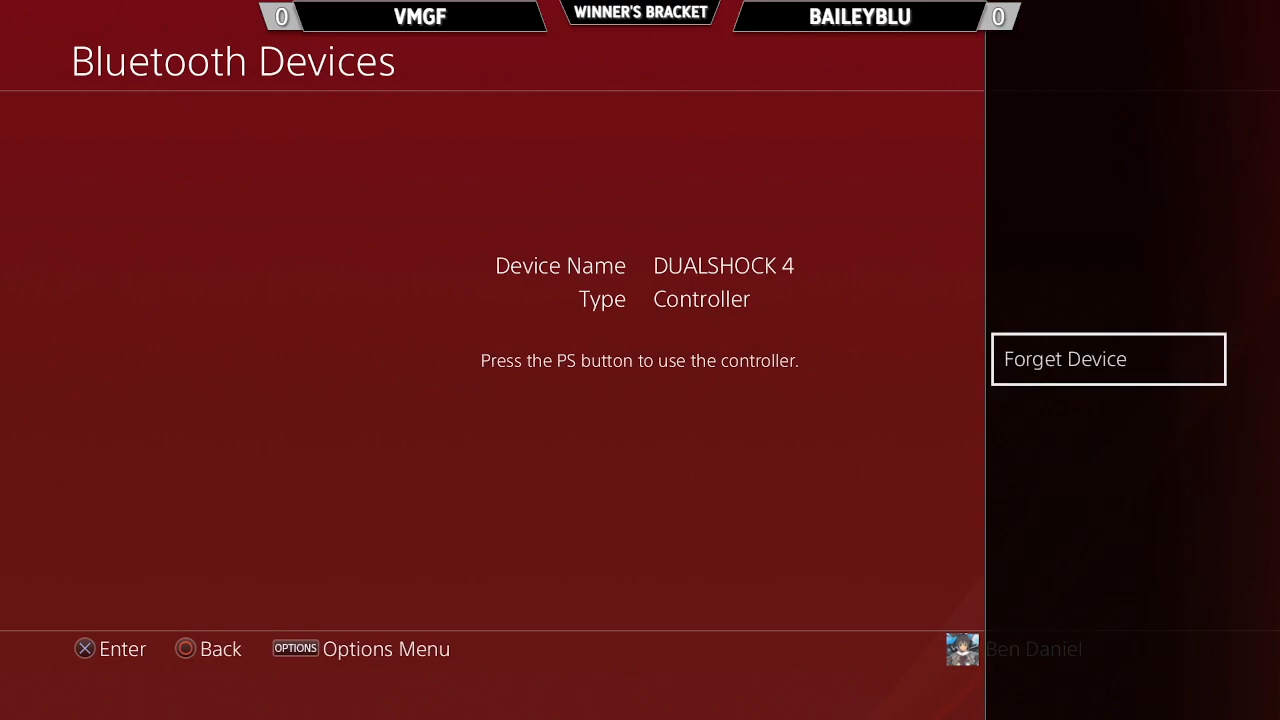 0 VMGF WINNER'S BRACKET BAILEYBLU 0
Bluetooth Devices
Device Name DUALSHOCK 4
Type Controller
Press the PS button to use the controller.
Forget Device
Enter Back OPTIONS Options Menu Ben Daniel